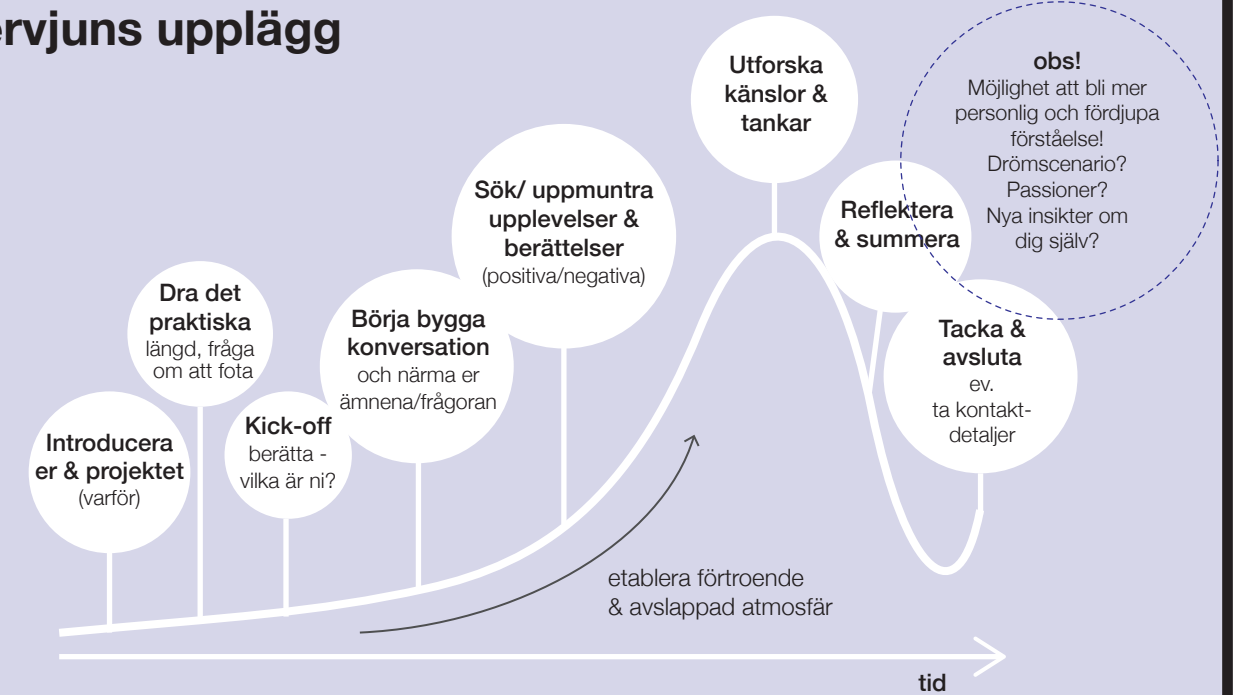 ervjuns upplägg
Introducera
er & projektet
(varför)
Dra det
praktiska
längd, fråga
om att fota
Kick-off
berätta -
vilka är ni?
Börja bygga
konversation
och närma er
ämnena/frågoran
Sök/ uppmuntra
upplevelser &
berättelser
(positiva/negativa)
Utforska
känslor &
tankar
Reflektera
& summera
obs!
Möjlighet att bli mer
personlig och fördjupa
förståelse!
Drömscenario?
Passioner?
Nya insikter om
dig själv?
Tacka &
avsluta
ev.
ta kontakt-
detaljer
etablera förtroende
& avslappad atmosfär
tid